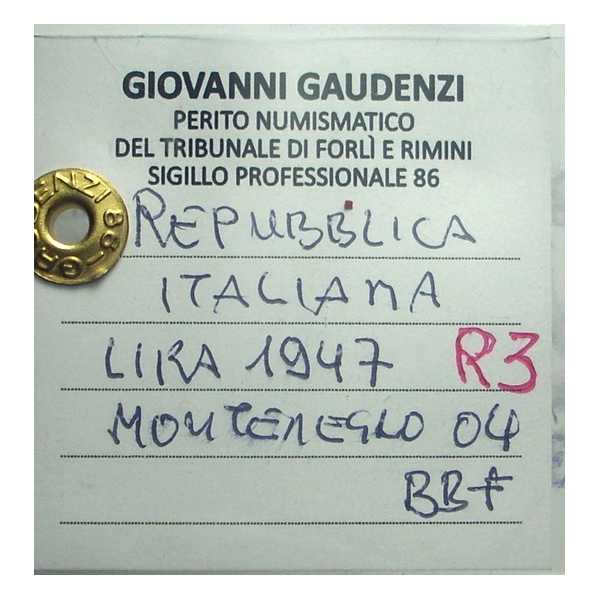 GIOVANNI GAUDENZI
PERITO NUMISMATICO
DEL TRIBUNALE DI FORLÌ E RIMINI
SIGILLO PROFESSIONALE 86
REPUBBLICA
ITALIANA
LIRA 1947 R3
MONTENEGRO 04
BB+